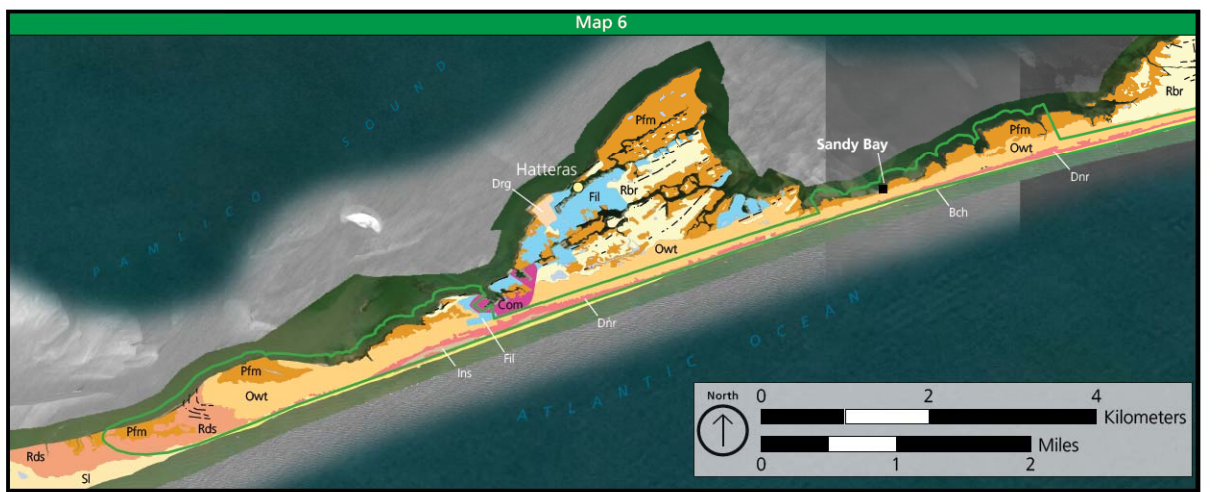 Map 6
PAMLICO SOUND
Rbr
Pfm
Pfm
Sandy Bay
Owt
Hatteras
Drg
Dnr
Rbr
Fil
Bch
Owt
Com
Dnr
Fil
Ins
ATLANTIC OCEAN
Pfm
Owt
North
0 2 4
Kilometers
Pfm
Rds
Miles
Rds
0 1 2
Sl